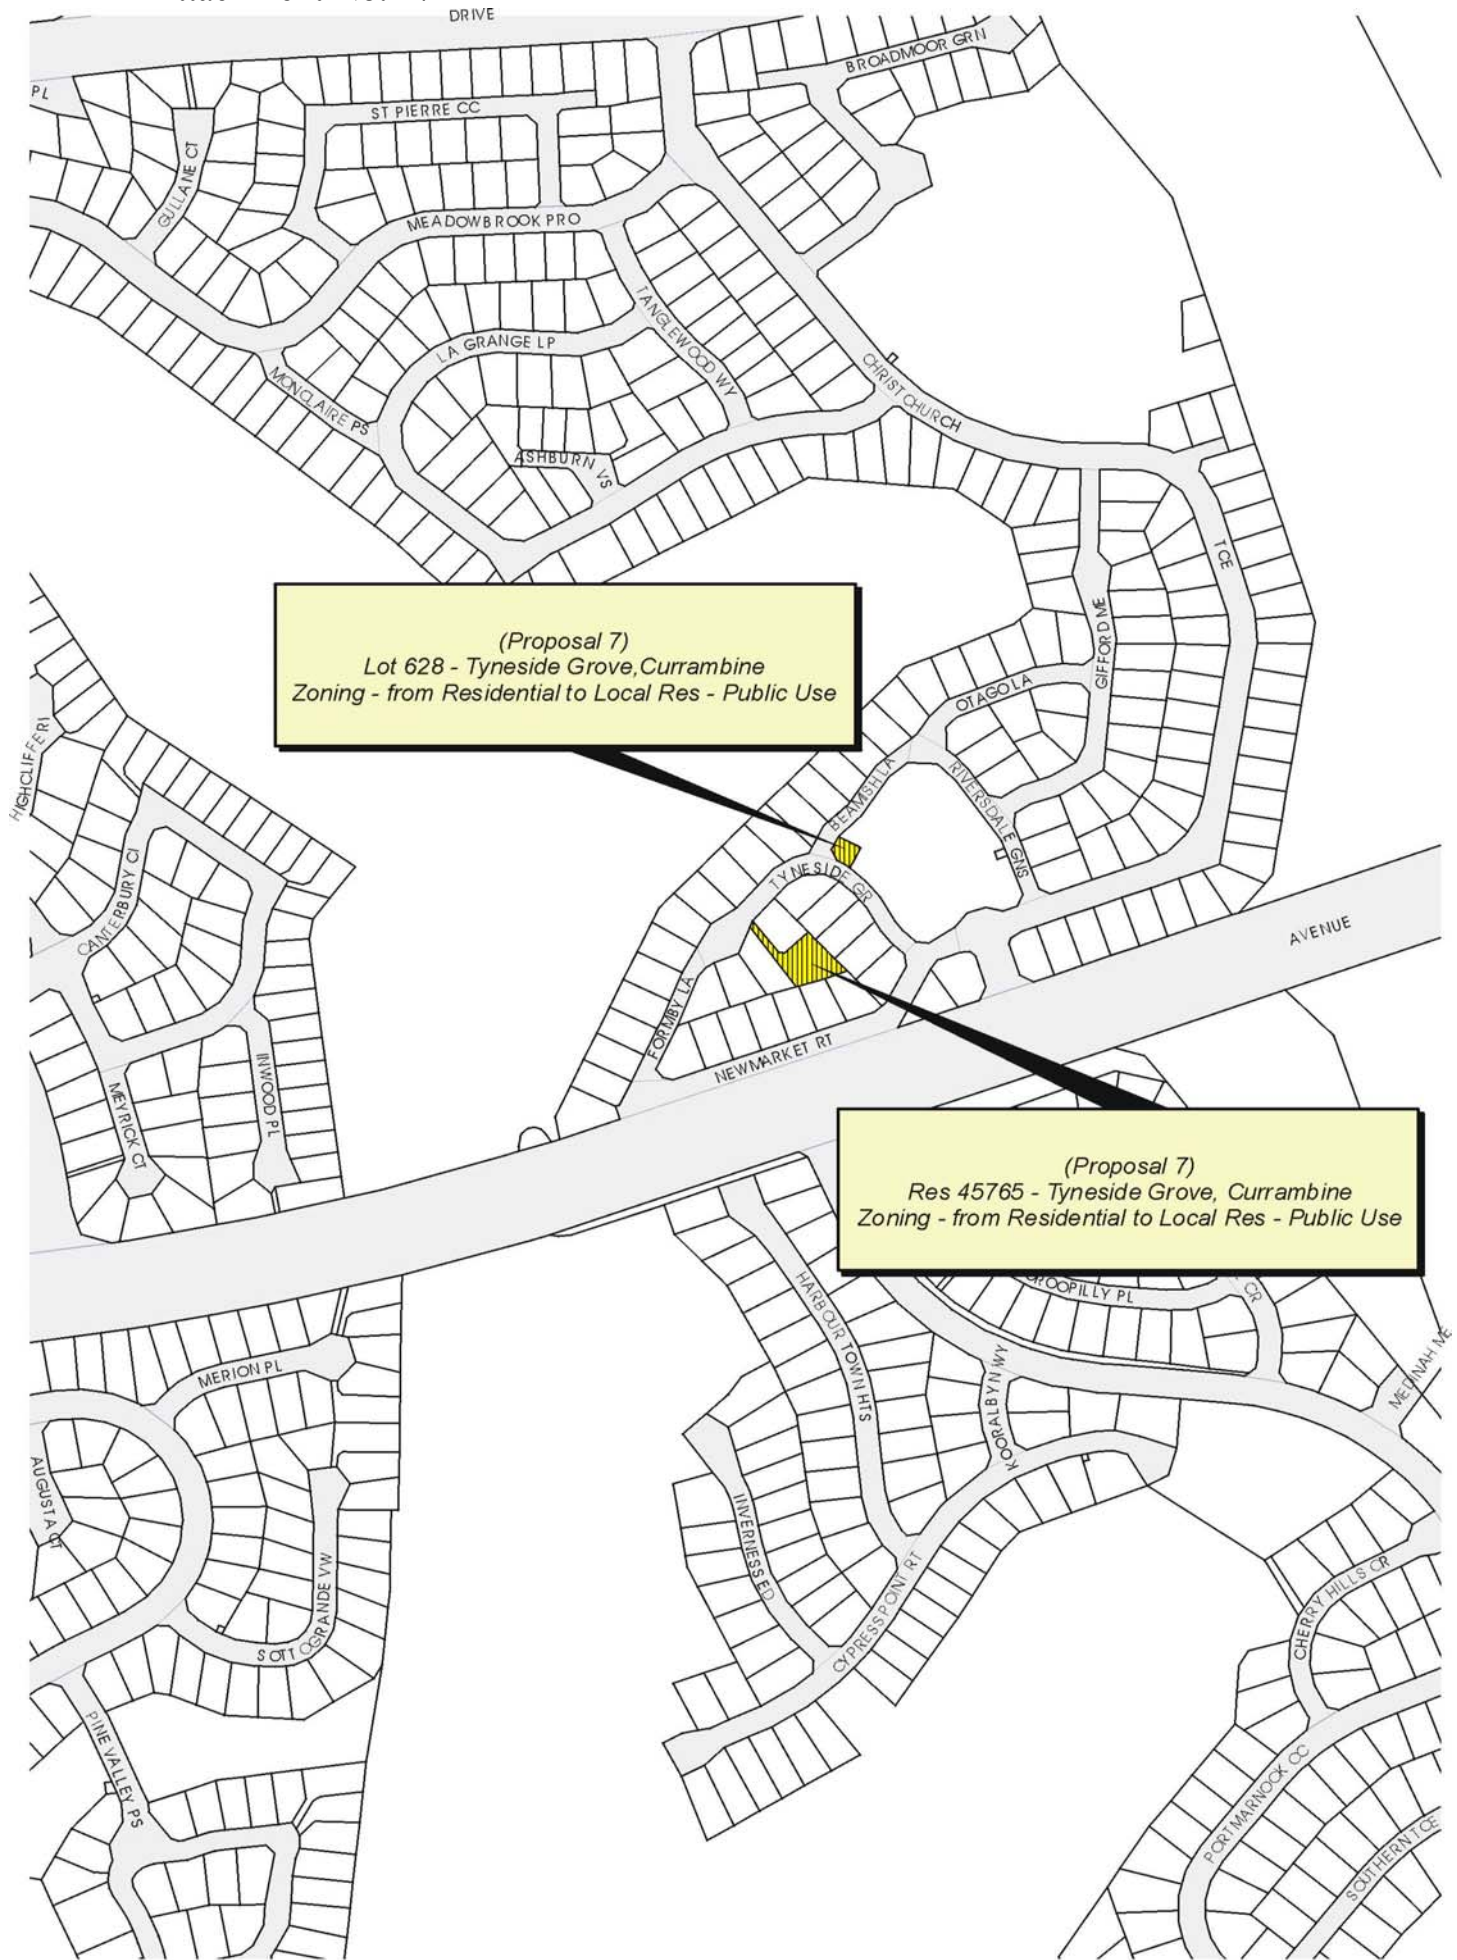 DRIVE
BROADMOOR GRN
PL
ST PIERRE CC
GULLANE CT
MEADOWBROOK PRO
TANGLEWOOD WY
LA GRANGE LP
MONCLAIRE PS
CHRISTCHURCH
ASHBURN VS
TCE
GIFFORD ME
(Proposal 7)
Lot 628 - Tyneside Grove,Currambine
Zoning - from Residential to Local Res - Public Use
OTAGO LA
HIGHCLIFFE RI
BEAMISH LA
RIVERSDALE GNS
TYNESIDE GR
CANTERBURY CI
AVENUE
FORMBY LA
NEWMARKET RT
INWOOD PL
MEYRICK CT
(Proposal 7)
Res 45765 - Tyneside Grove, Currambine
Zoning - from Residential to Local Res - Public Use
HARBOUR TOWN HTS
ROOPILLY PL
CR
MERION PL
KOORALBYN WY
MEDINAH ME
AUGUSTA CT
INVERNESS ED
SOTTOGRANDE VW
CYPRESS POINT RT
CHERRY HILLS CR
PINE VALLEY PS
PORTMARNOCK CC
SOUTHERN TCE